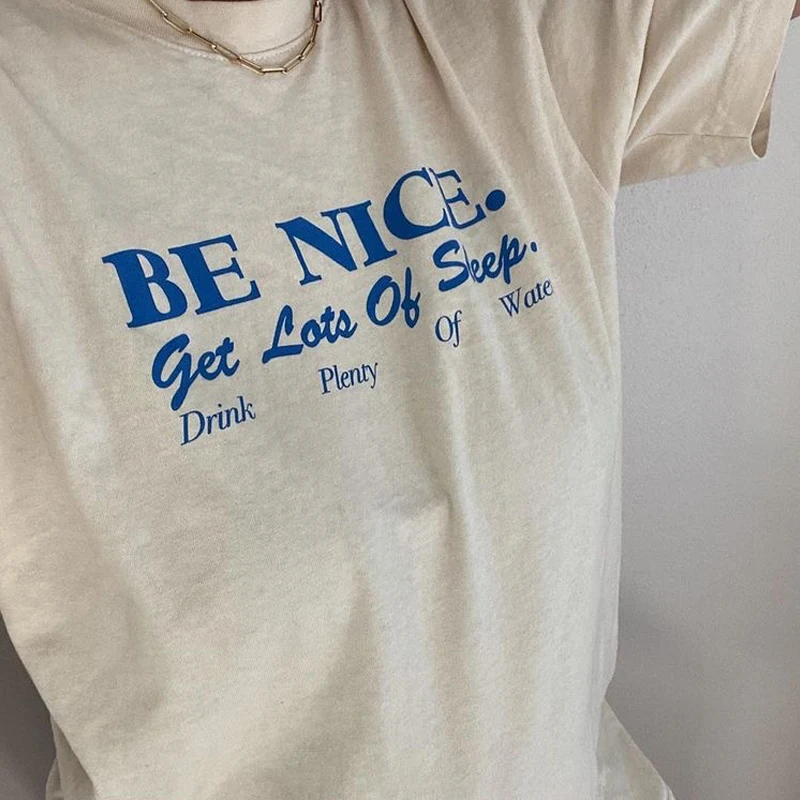 BE NICE.
Get Lots Of Sleep.
Drink Plenty Of Wate